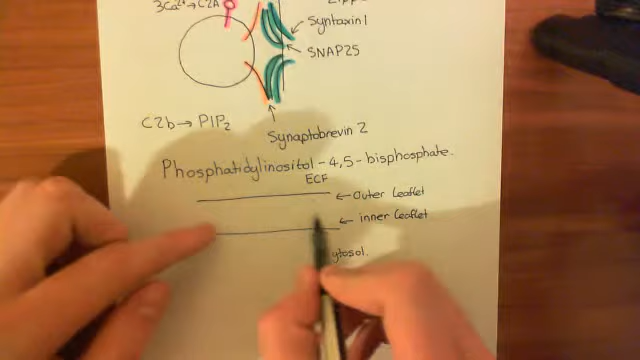 3Ca²⁺→C2A
Syntaxin 1
SNAP25
C2b → PIP₂
Synaptobrevin 2
Phosphatidylinositol-4,5-bisphosphate.
ECF
← Outer Leaflet
← inner leaflet